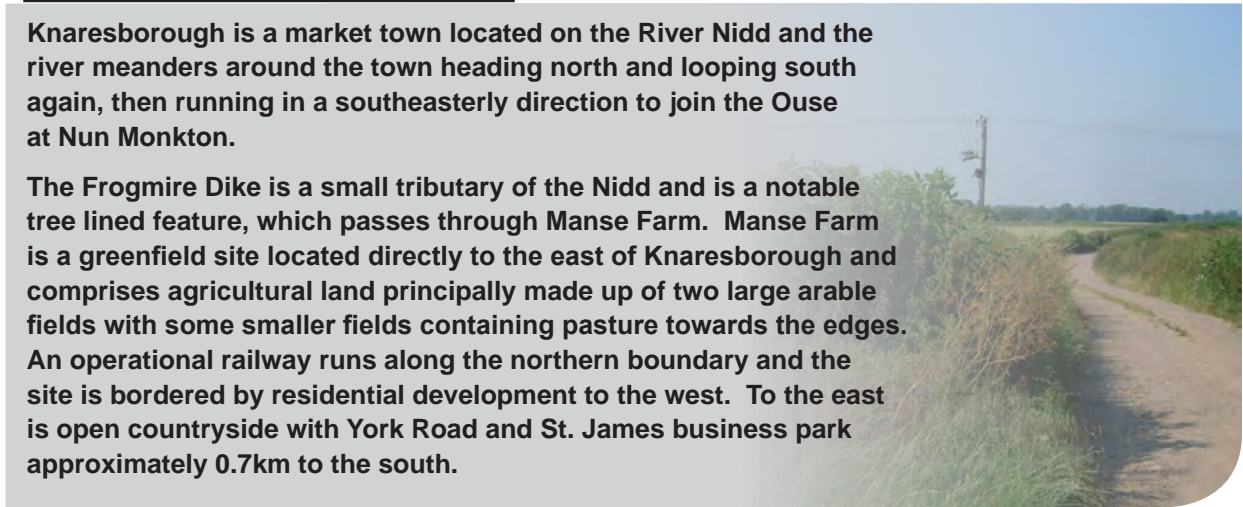 Knaresborough is a market town located on the River Nidd and the
river meanders around the town heading north and looping south
again, then running in a southeasterly direction to join the Ouse
at Nun Monkton.
The Frogmire Dike is a small tributary of the Nidd and is a notable
tree lined feature, which passes through Manse Farm.  Manse Farm
is a greenfield site located directly to the east of Knaresborough and
comprises agricultural land principally made up of two large arable
fields with some smaller fields containing pasture towards the edges.
An operational railway runs along the northern boundary and the
site is bordered by residential development to the west.  To the east
is open countryside with York Road and St. James business park
approximately 0.7km to the south.